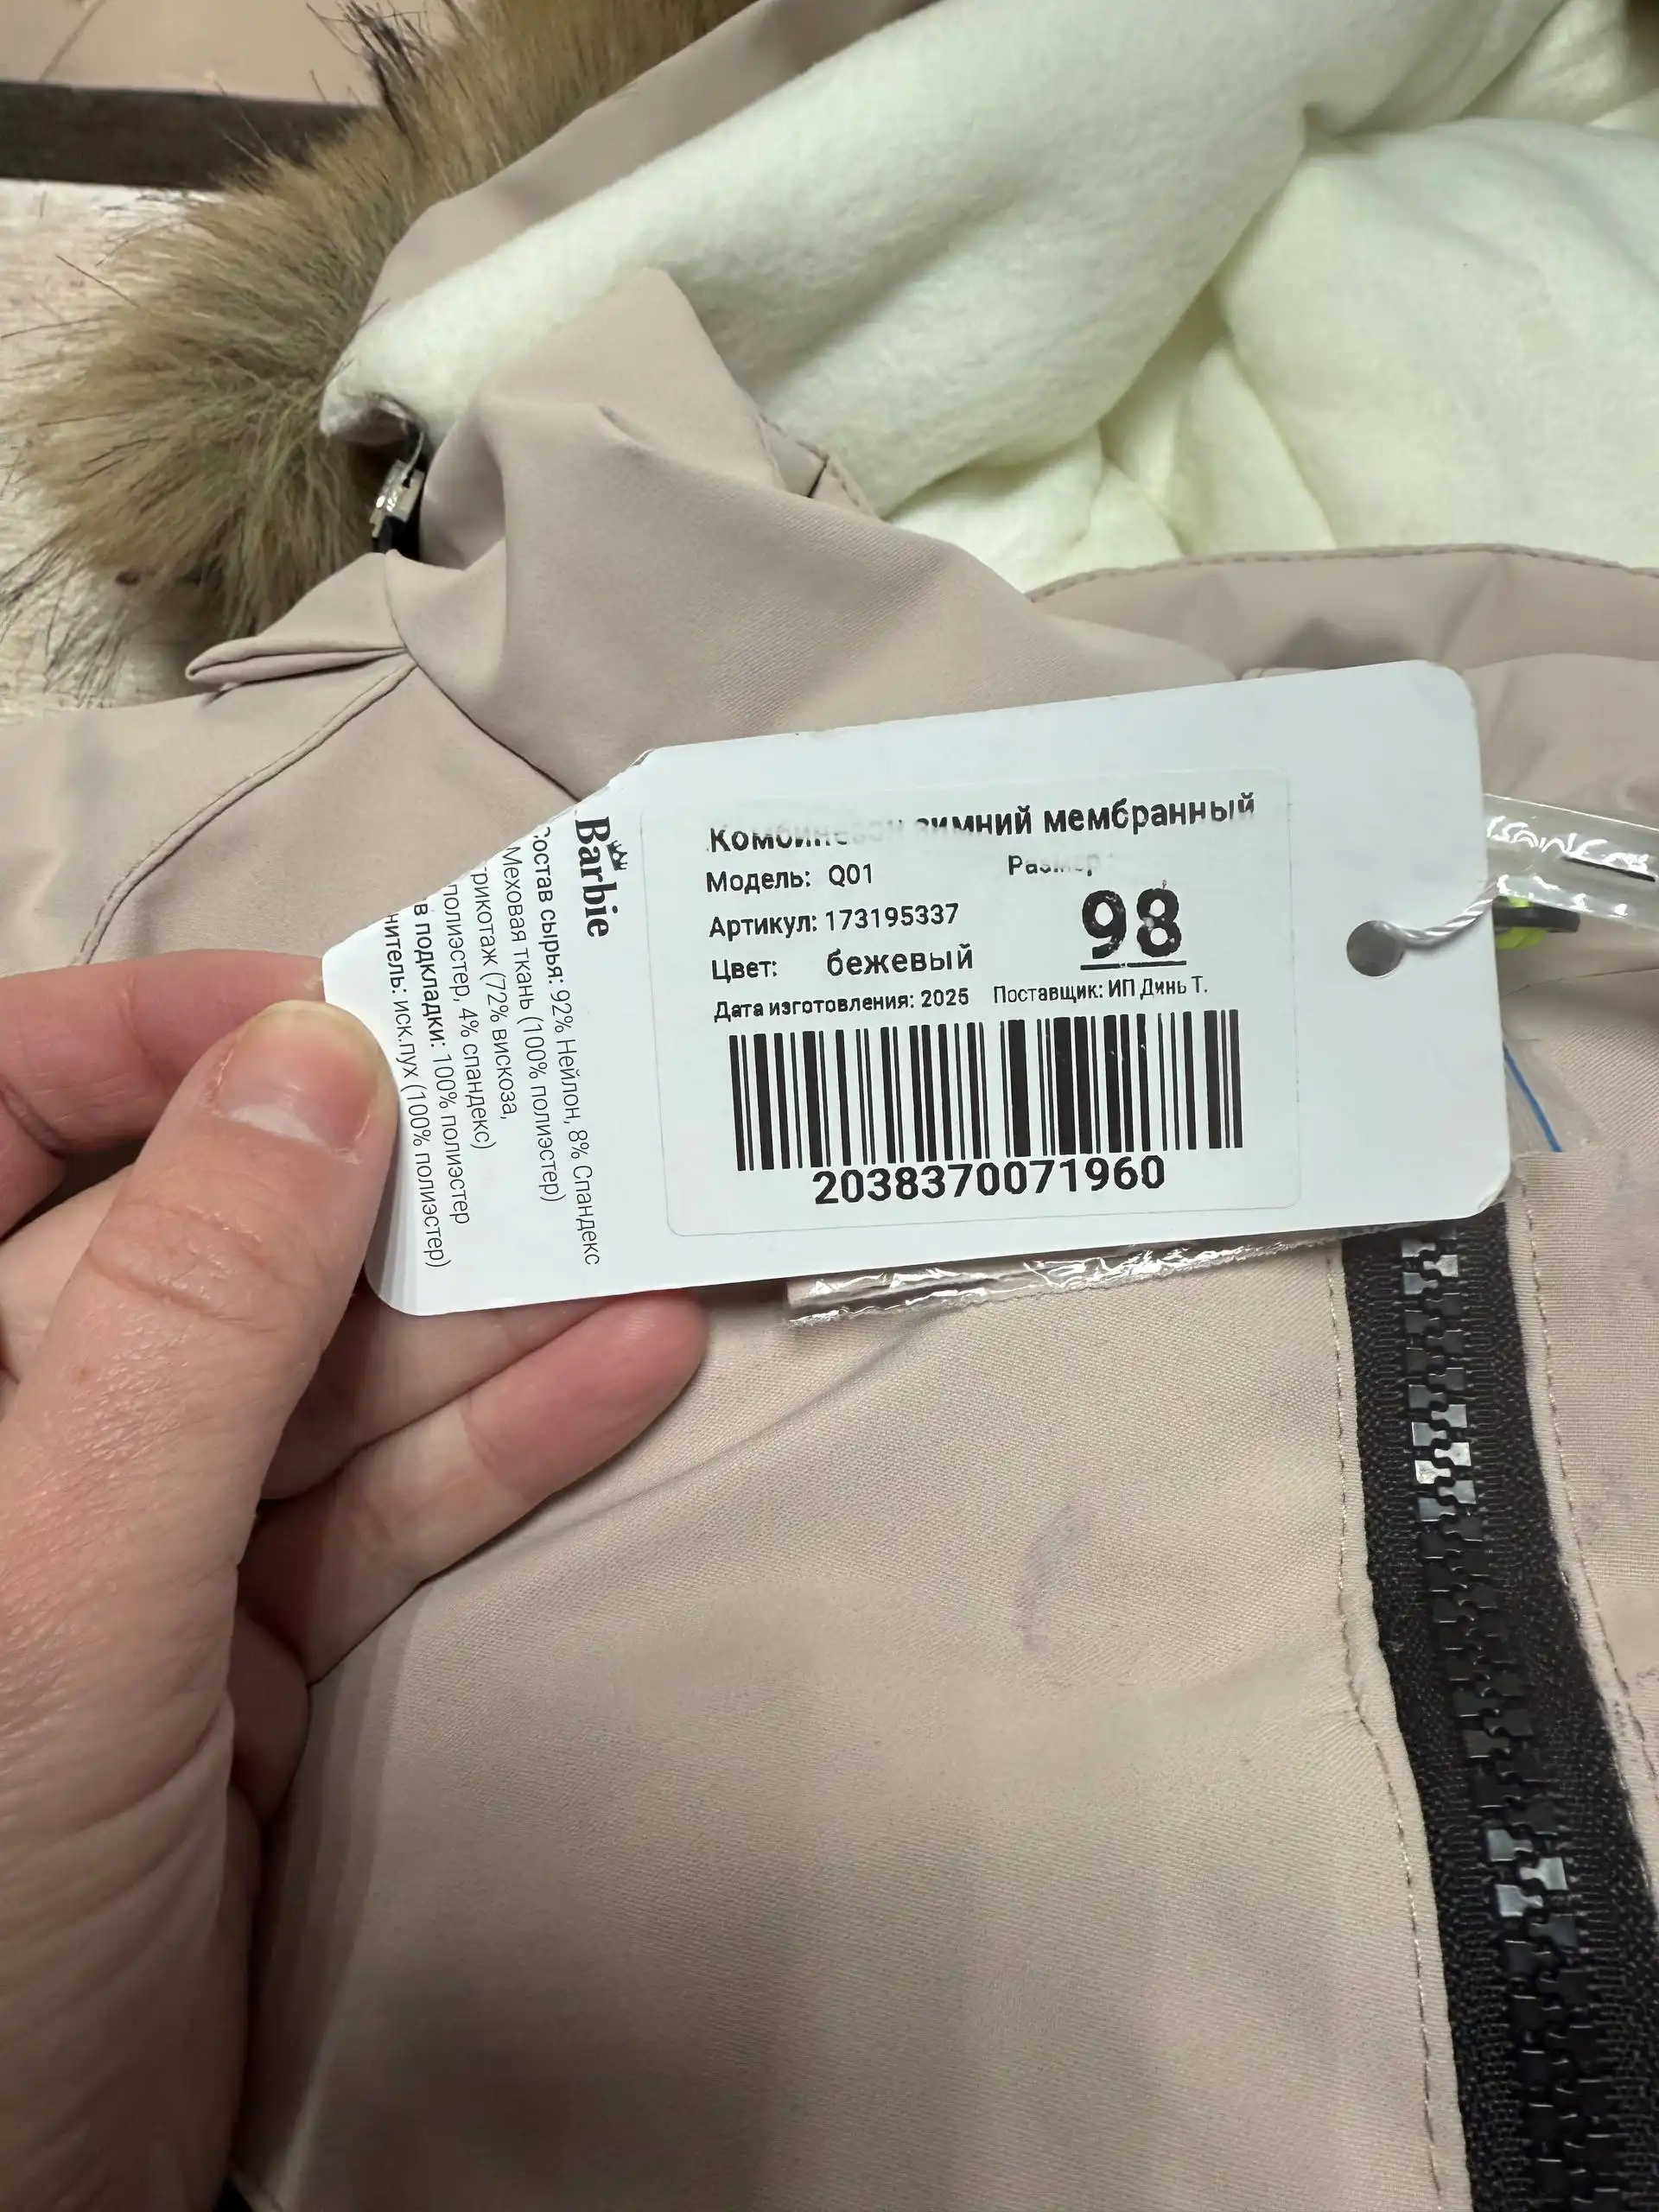 Комбинезон зимний мембранный
Модель: Q01
Размер
Артикул: 173195337
98
Цвет: бежевый
Дата изготовления: 2025 Поставщик: ИП Динь Т.
2038370071960
Barbie
Состав сырья: 92% Нейлон, 8% Спандекс
Меховая ткань (100% полиэстер)
трикотаж (72% вискоза,
полиэстер, 4% спандекс)
в подкладки: 100% полиэстер
нитель: иск.пух (100% полиэстер)